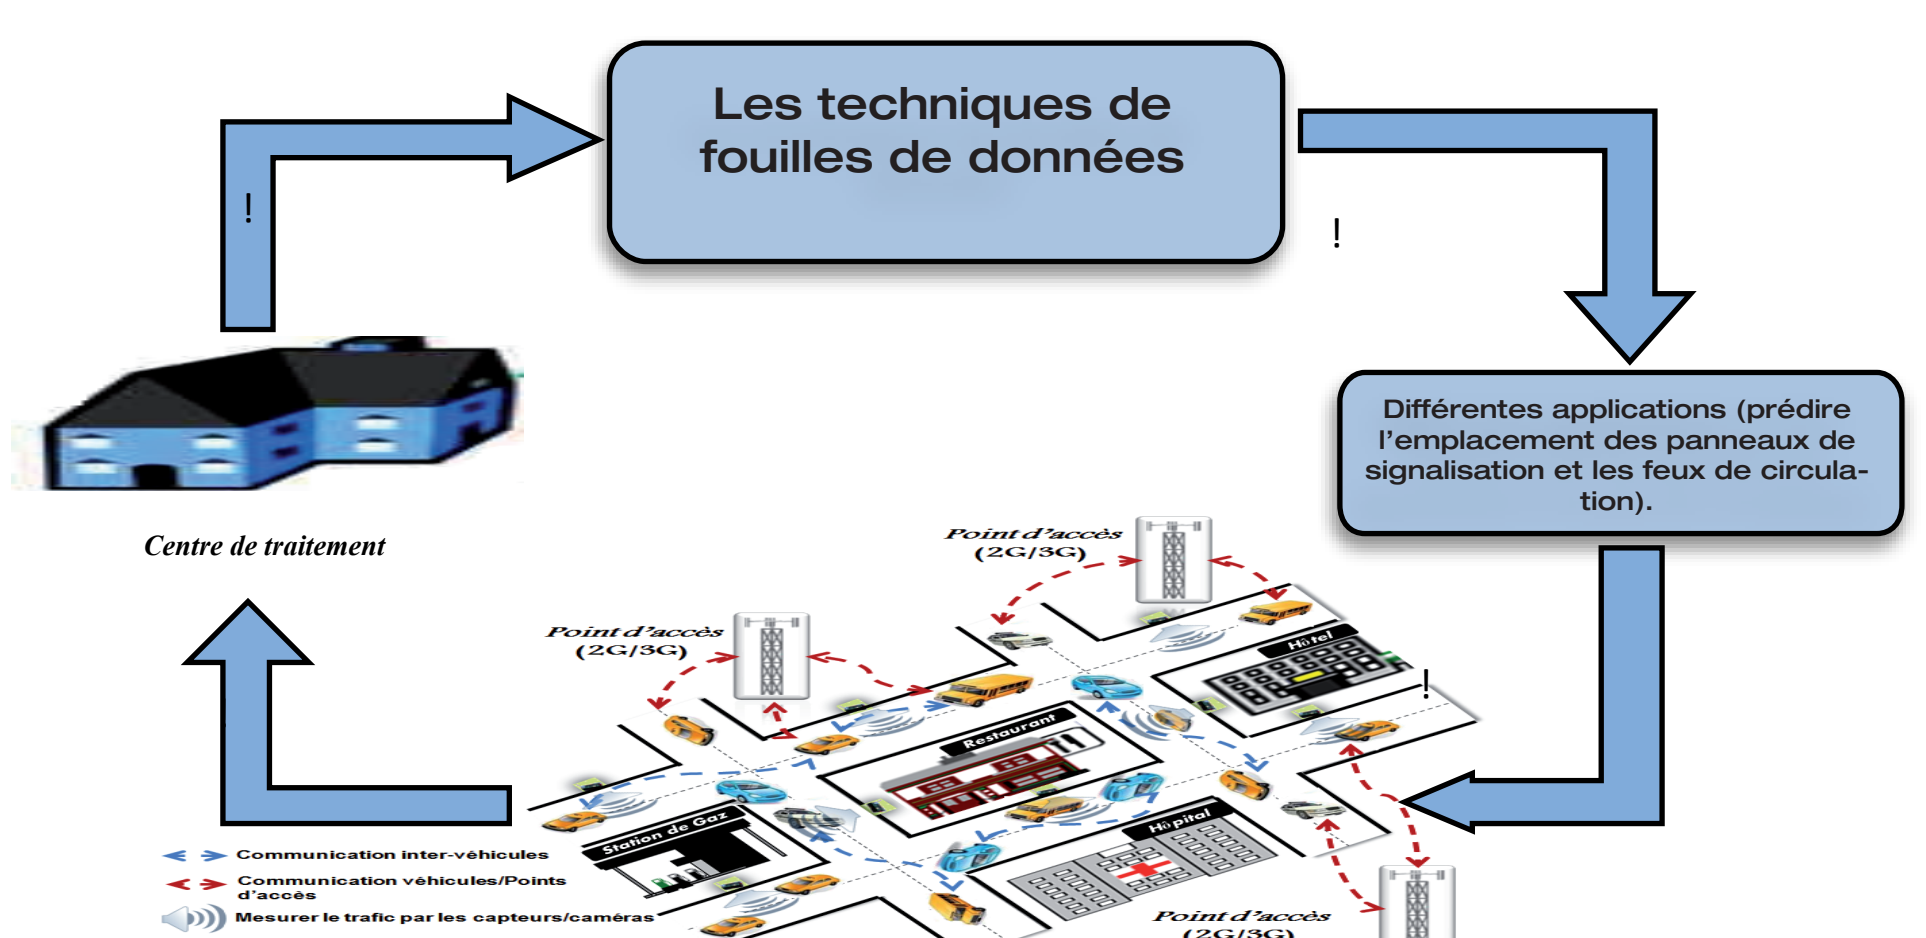 Les techniques de
fouilles de données
!
!
Différentes applications (prédire
l’emplacement des panneaux de
signalisation et les feux de circula-
tion).
Centre de traitement
Point d’accès
(2G/3G)
Point d’accès
(2G/3G)
Hôtel
!
Restaurant
Station de Gaz
Hôpital
Communication inter-véhicules
Communication véhicules/Points
d’accès
Mesurer le trafic par les capteurs/caméras
Point d’accès
(2G/3G)